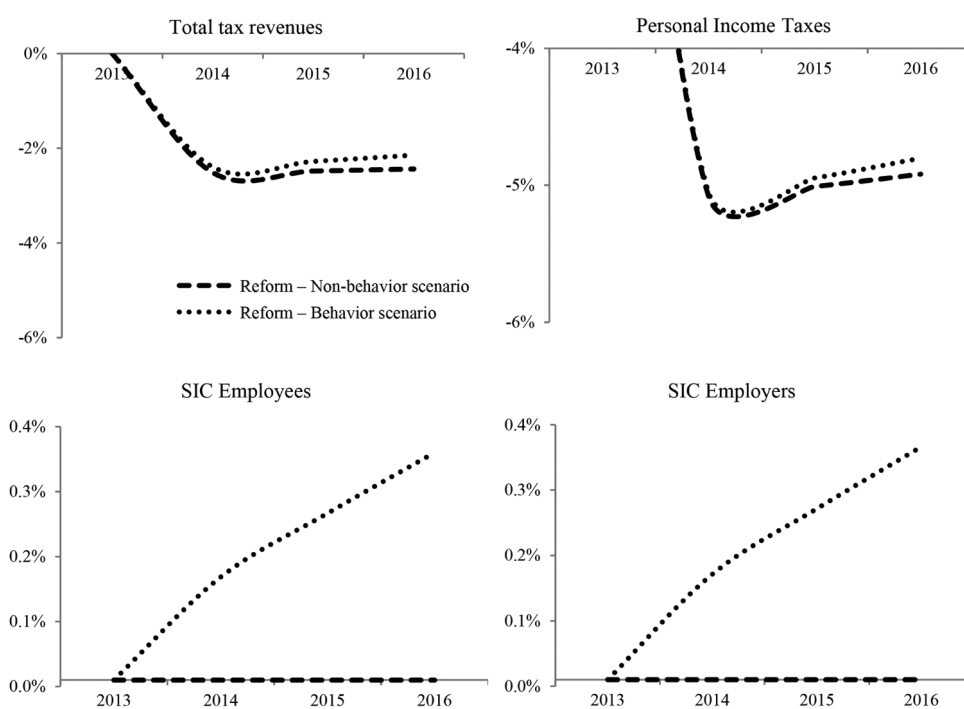 Total tax revenues
0%
2013 2014 2015 2016
-2%
-4%
Reform – Non-behavior scenario
Reform – Behavior scenario
-6%
Personal Income Taxes
-4%
2013 2014 2015 2016
-5%
-6%
SIC Employees
0.4%
0.3%
0.2%
0.1%
0.0%
2013 2014 2015 2016
SIC Employers
0.4%
0.3%
0.2%
0.1%
0.0%
2013 2014 2015 2016